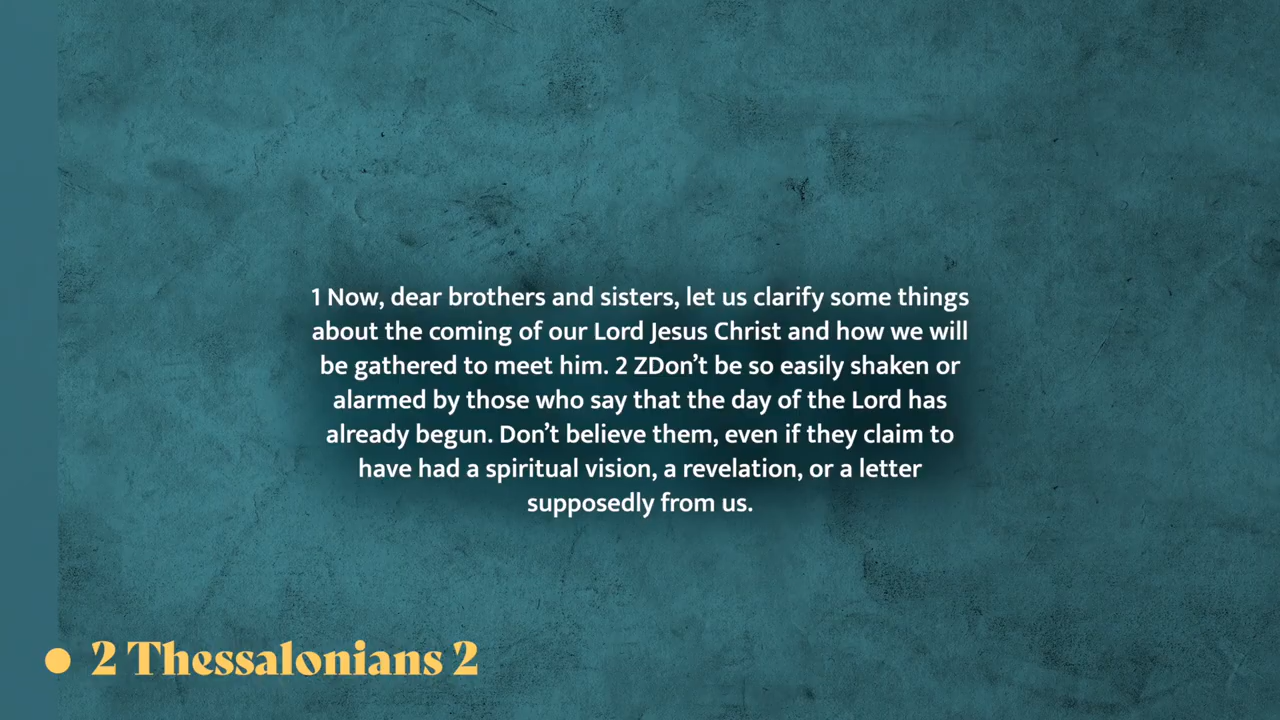 1 Now, dear brothers and sisters, let us clarify some things
about the coming of our Lord Jesus Christ and how we will
be gathered to meet him. 2 ZDon’t be so easily shaken or
alarmed by those who say that the day of the Lord has
already begun. Don’t believe them, even if they claim to
have had a spiritual vision, a revelation, or a letter
supposedly from us.
2 Thessalonians 2